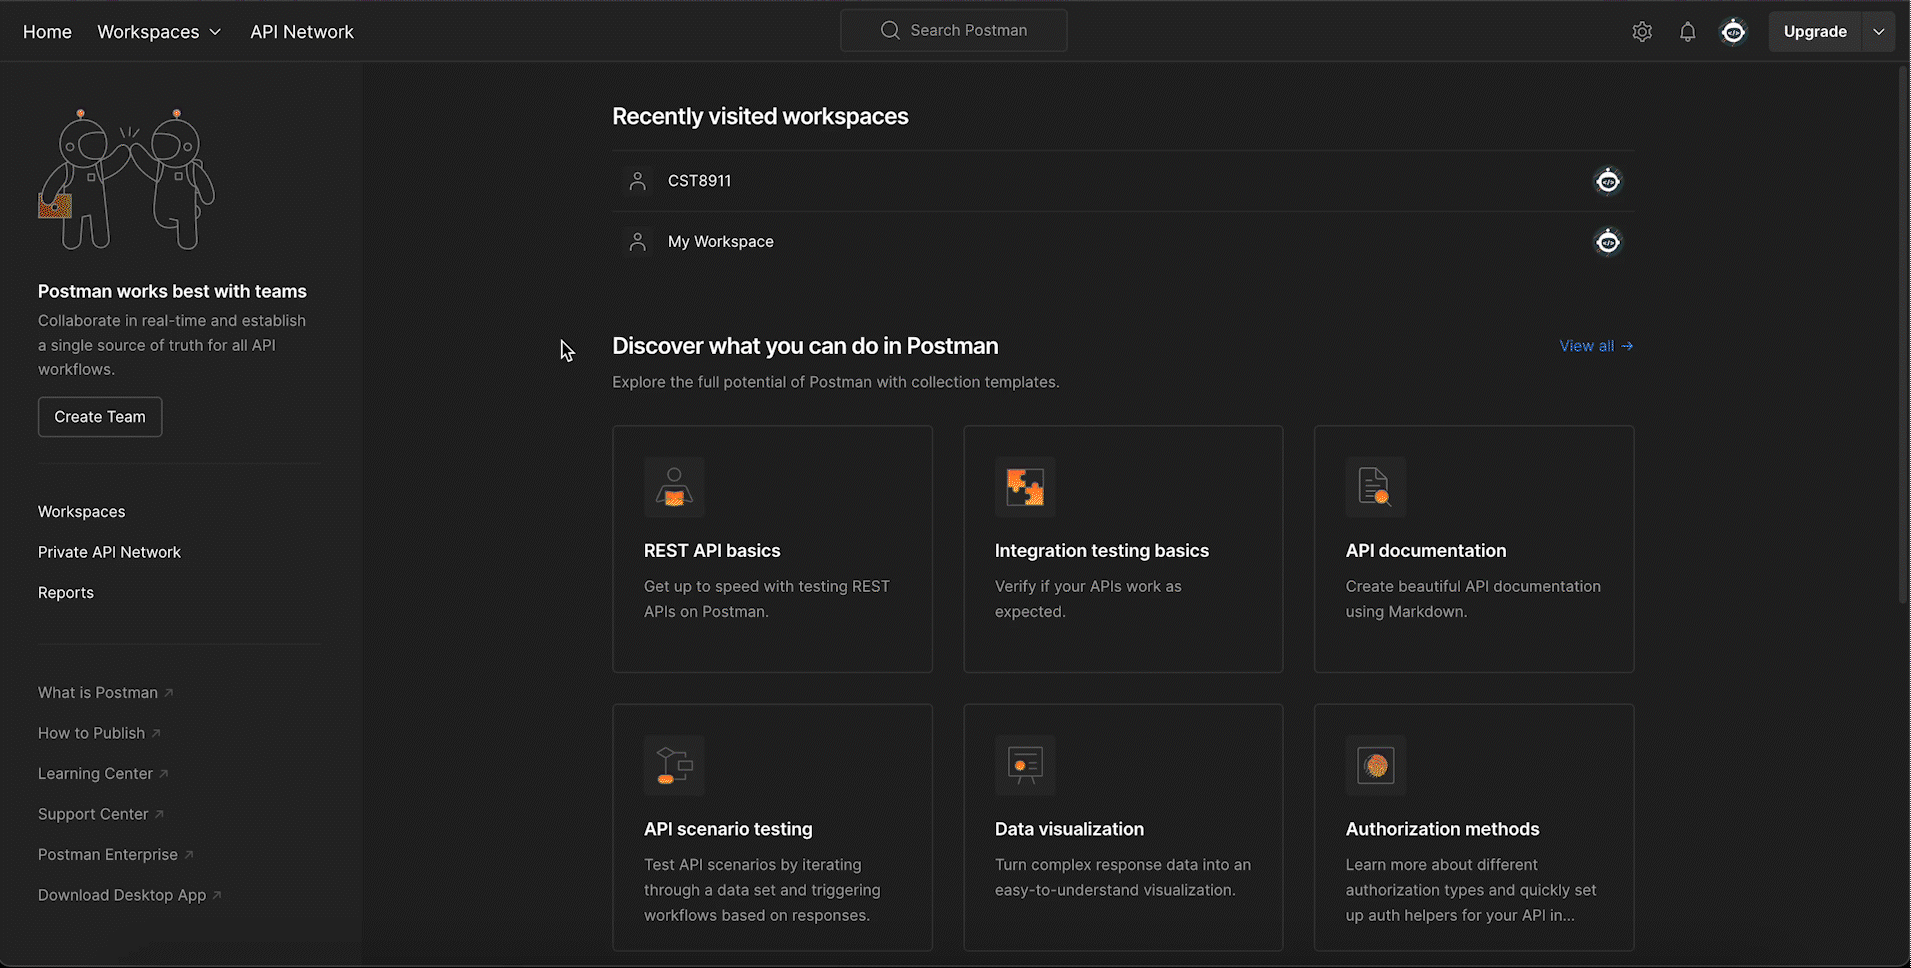 Home Workspaces API Network Search Postman Upgrade
Postman works best with teams
Collaborate in real-time and establish
a single source of truth for all API
workflows.
Create Team
Workspaces
Private API Network
Reports
What is Postman
How to Publish
Learning Center
Support Center
Postman Enterprise
Download Desktop App
Recently visited workspaces
CST8911
My Workspace
Discover what you can do in Postman
View all →
Explore the full potential of Postman with collection templates.
REST API basics
Get up to speed with testing REST
APIs on Postman.
Integration testing basics
Verify if your APIs work as
expected.
API documentation
Create beautiful API documentation
using Markdown.
API scenario testing
Test API scenarios by iterating
through a data set and triggering
workflows based on responses.
Data visualization
Turn complex response data into an
easy-to-understand visualization.
Authorization methods
Learn more about different
authorization types and quickly set
up auth helpers for your API in...